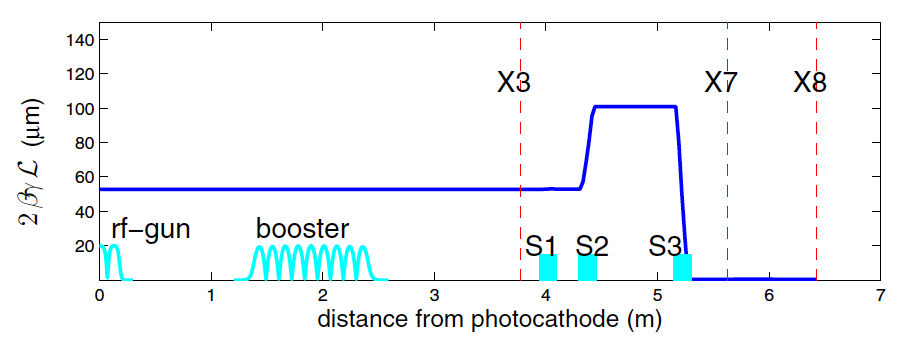 2 βγ ℒ (μm)
140
120
100
80
60
40
20
X3
X7
X8
rf−gun
booster
S1
S2
S3
0 1 2 3 4 5 6 7
distance from photocathode (m)